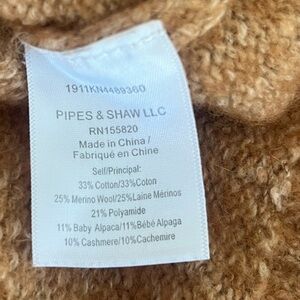 1911KN4489360
PIPES & SHAW LLC
RN155820
Made in China /
Fabriqué en Chine
Self/Principal:
33% Cotton/33%Coton
25% Merino Wool/25%Laine Mérinos
21% Polyamide
11% Baby Alpaca/11%Bébé Alpaga
10% Cashmere/10%Cachemire